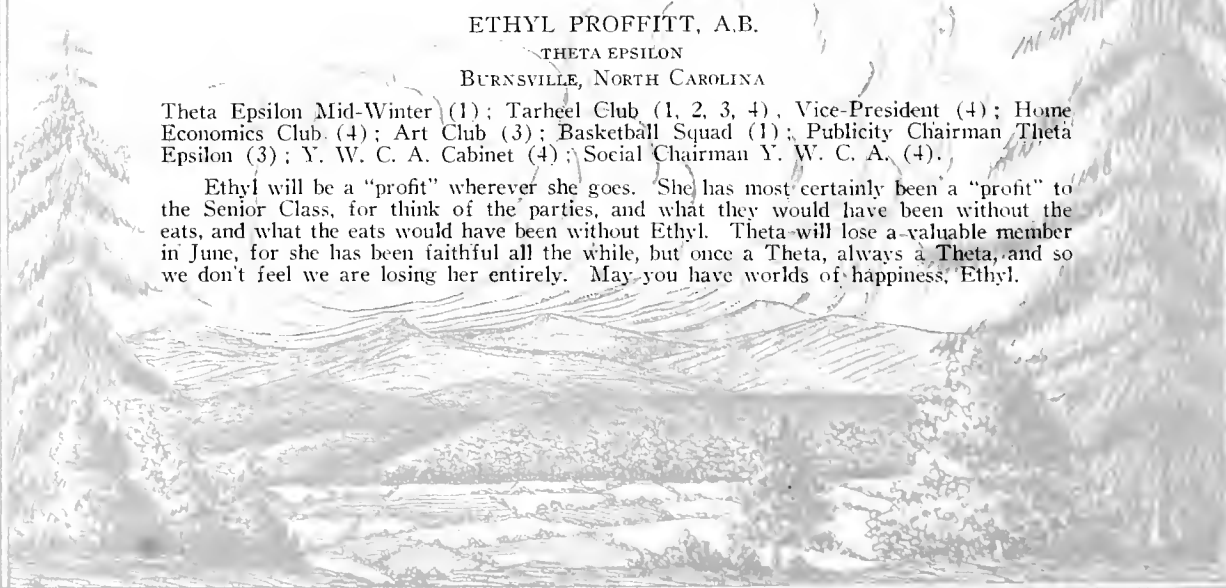 ETHYL PROFFITT, A.B.
THETA EPSILON
BURNSVILLE, NORTH CAROLINA
Theta Epsilon Mid-Winter (1); Tarheel Club (1, 2, 3, 4), Vice-President (4); Home
Economics Club (4); Art Club (3); Basketball Squad (1); Publicity Chairman Theta
Epsilon (3); Y. W. C. A. Cabinet (4); Social Chairman Y. W. C. A. (4).
Ethyl will be a "profit" wherever she goes. She has most certainly been a "profit" to
the Senior Class, for think of the parties, and what they would have been without the
eats, and what the eats would have been without Ethyl. Theta will lose a valuable member
in June, for she has been faithful all the while, but once a Theta, always a Theta, and so
we don't feel we are losing her entirely. May you have worlds of happiness, Ethyl.